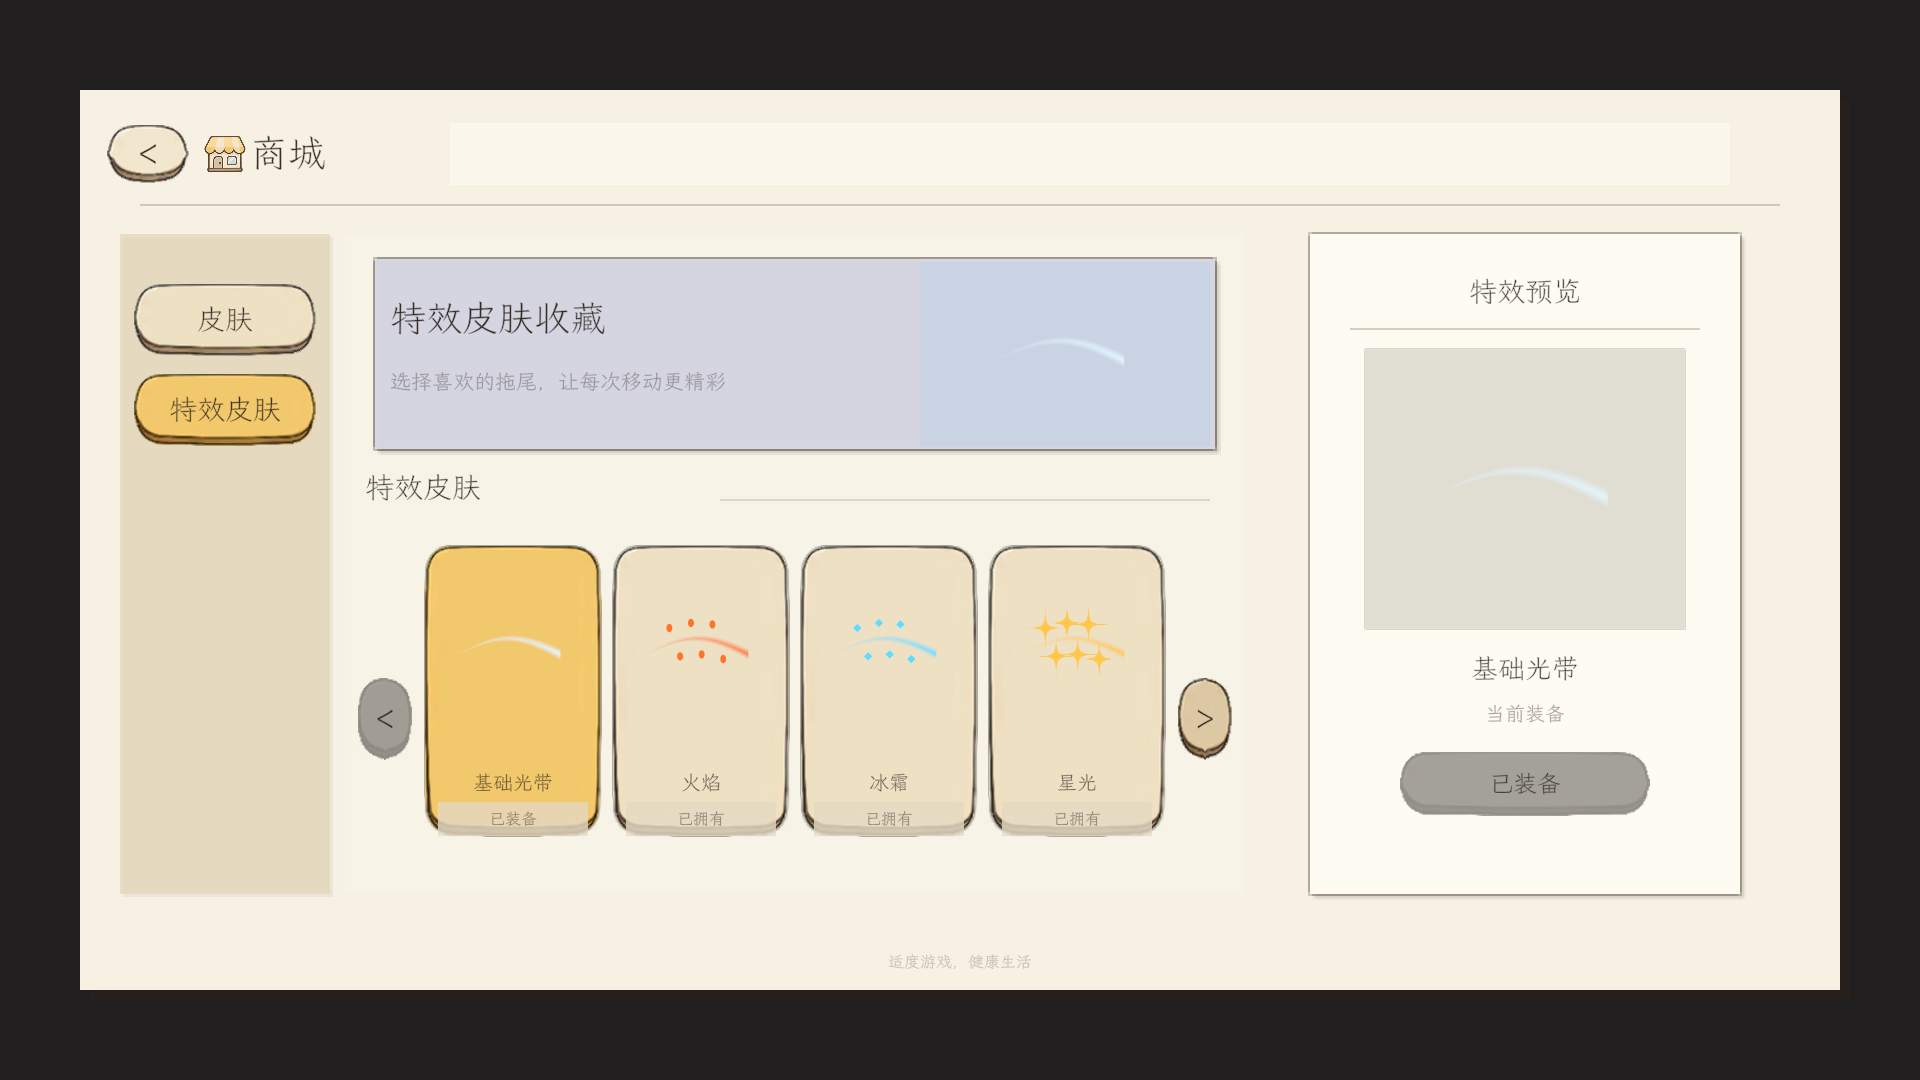 <
商城
皮肤
特效皮肤
特效皮肤收藏
选择喜欢的拖尾，让每次移动更精彩
特效皮肤
<
基础光带
已装备
火焰
已拥有
冰霜
已拥有
星光
已拥有
>
特效预览
基础光带
当前装备
已装备
适度游戏，健康生活